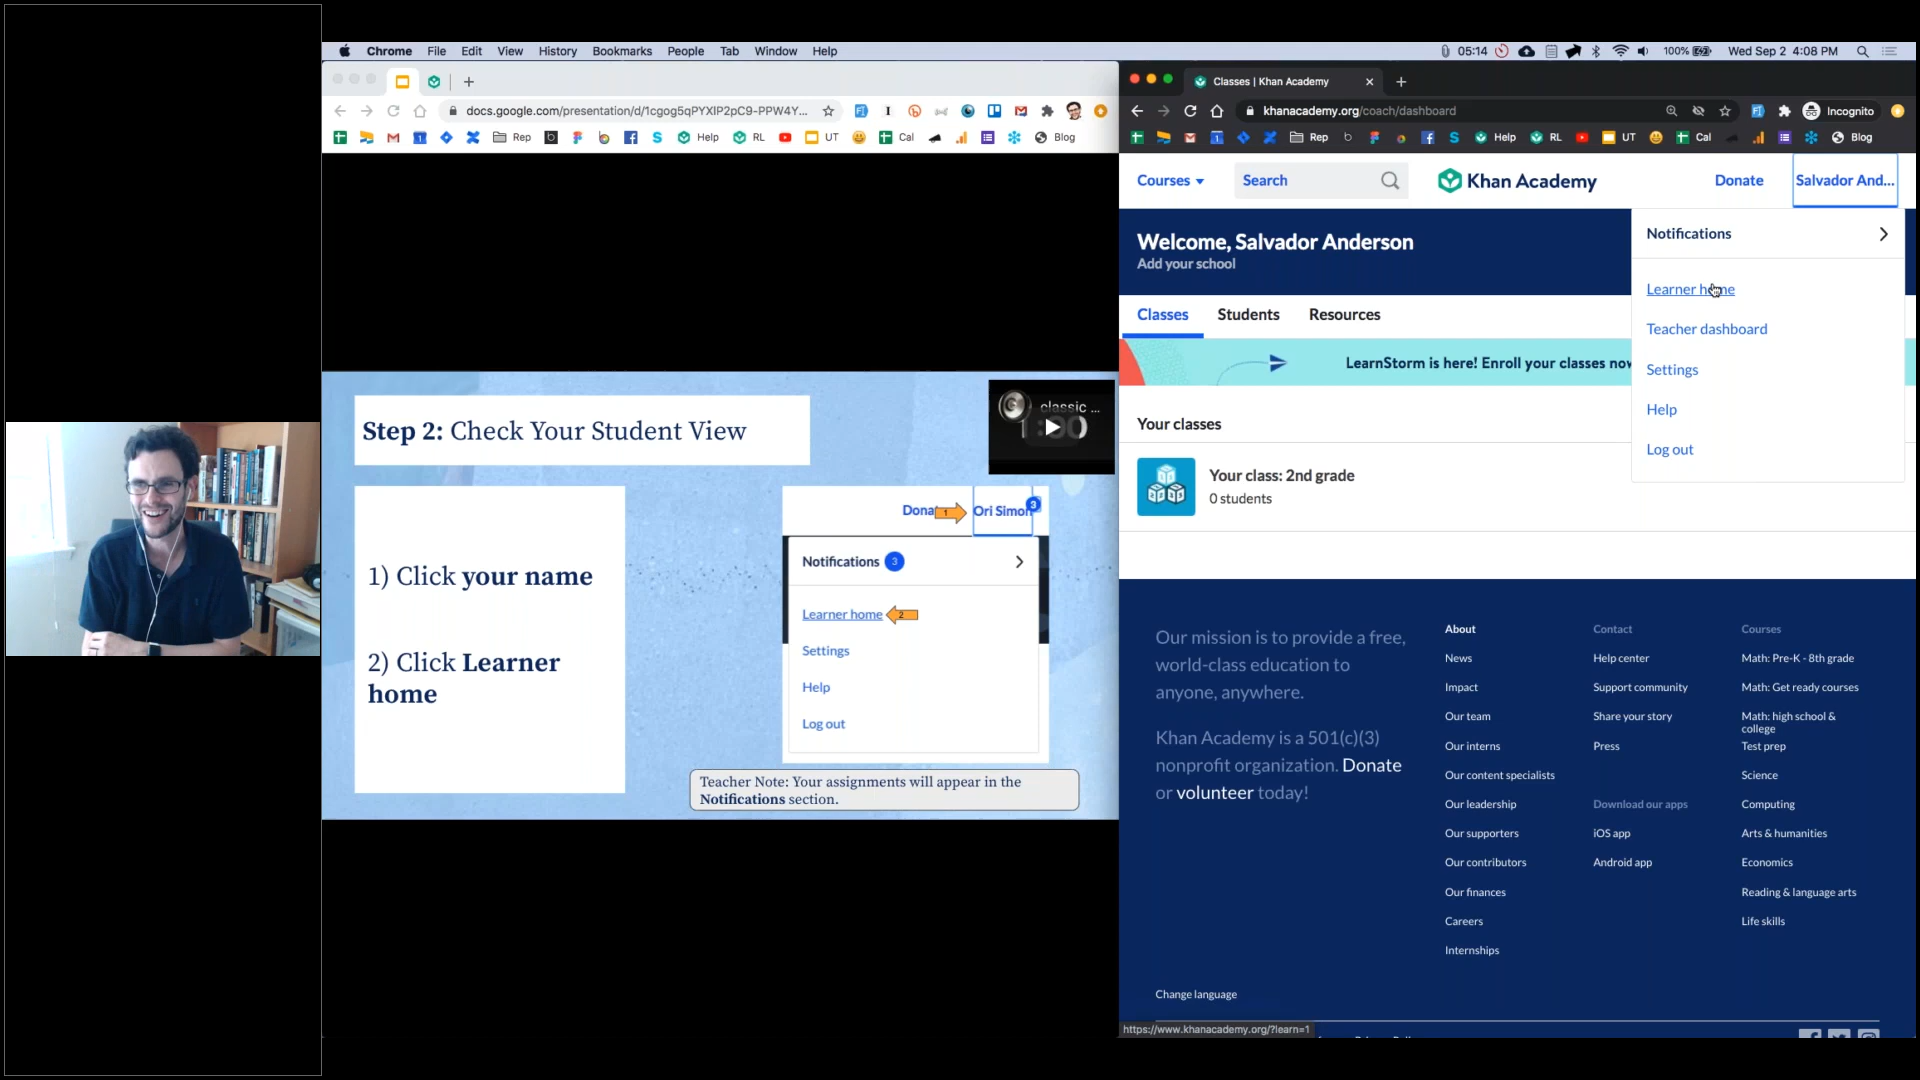 Chrome File Edit View History Bookmarks People Tab Window Help
05:14 100% Wed Sep 2 4:08 PM
docs.google.com/presentation/d/1cgog5qPYXIP2pC9-PPW4Y...
Rep Help RL UT Cal Blog
Step 2: Check Your Student View
classic ...
1) Click your name
2) Click Learner
home
Ori Simon
3
Notifications 3
Learner home
Settings
Help
Log out
1
2
Teacher Note: Your assignments will appear in the
Notifications section.
Classes | Khan Academy
khanacademy.org/coach/dashboard
Incognito
Rep Help RL UT Cal Blog
Courses
Search
Khan Academy
Donate
Salvador And...
Welcome, Salvador Anderson
Add your school
Notifications
Learner home
Teacher dashboard
Settings
Help
Log out
Classes Students Resources
LearnStorm is here! Enroll your classes now
Your classes
Your class: 2nd grade
0 students
Our mission is to provide a free,
world-class education to
anyone, anywhere.
Khan Academy is a 501(c)(3)
nonprofit organization. Donate
or volunteer today!
About
News
Impact
Our team
Our interns
Our content specialists
Our leadership
Our supporters
Our contributors
Our finances
Careers
Internships
Contact
Help center
Support community
Share your story
Press
Download our apps
iOS app
Android app
Courses
Math: Pre-K - 8th grade
Math: Get ready courses
Math: high school &
college
Test prep
Science
Computing
Arts & humanities
Economics
Reading & language arts
Life skills
Change language
https://www.khanacademy.org/?learn=1